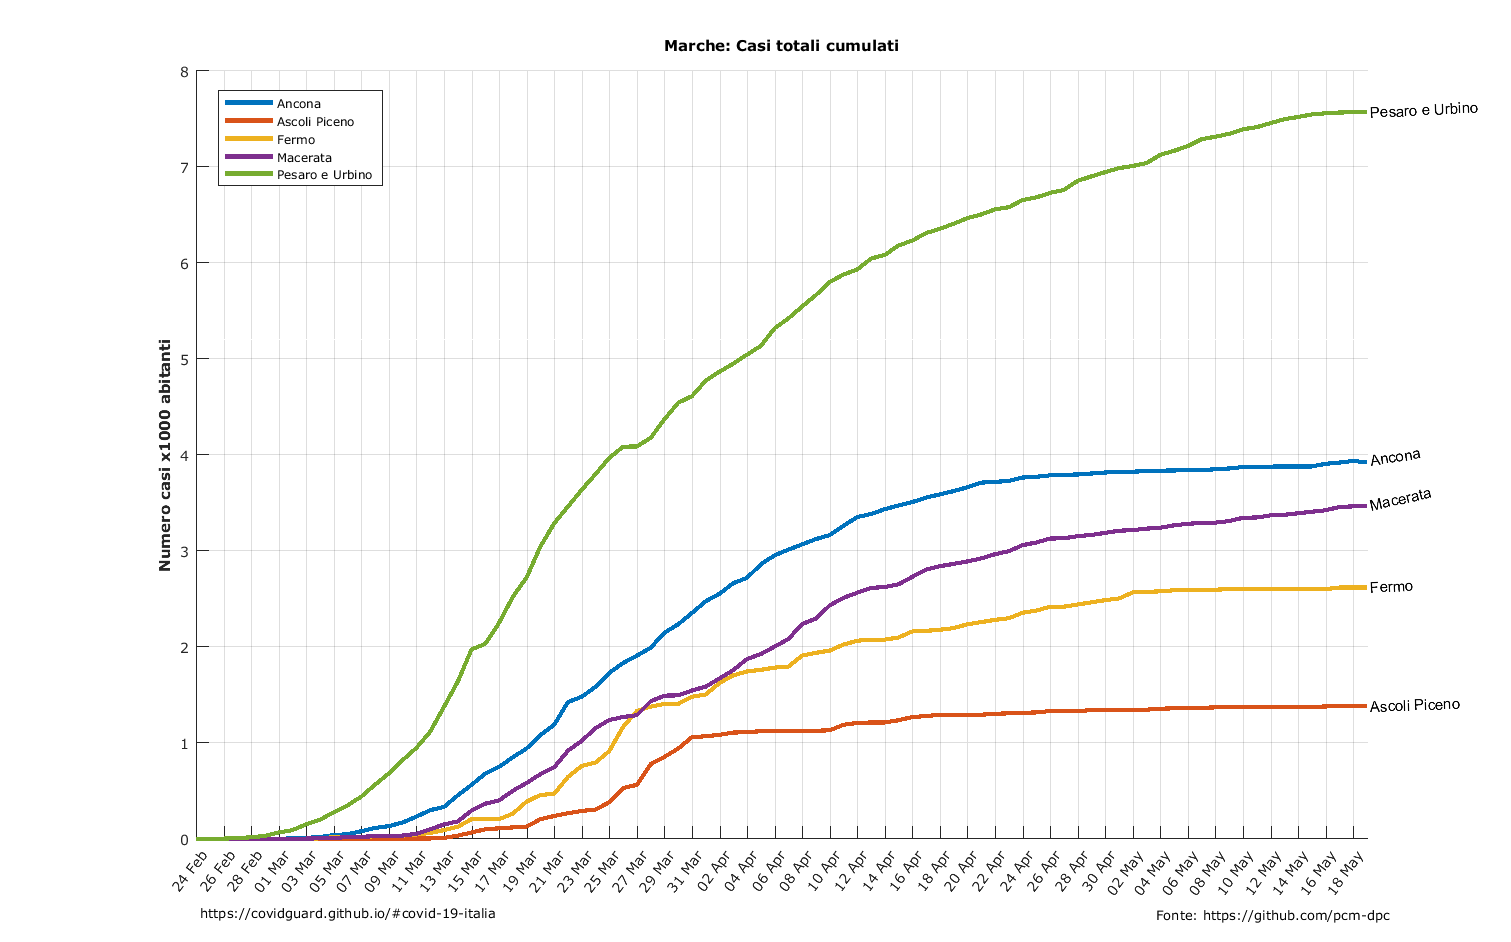 Marche: Casi totali cumulati
Numero casi x1000 abitanti
8
7
6
5
4
3
2
1
0
Ancona
Ascoli Piceno
Fermo
Macerata
Pesaro e Urbino
Pesaro e Urbino
Ancona
Macerata
Fermo
Ascoli Piceno
24 Feb
26 Feb
28 Feb
01 Mar
03 Mar
05 Mar
07 Mar
09 Mar
11 Mar
13 Mar
15 Mar
17 Mar
19 Mar
21 Mar
23 Mar
25 Mar
27 Mar
29 Mar
31 Mar
02 Apr
04 Apr
06 Apr
08 Apr
10 Apr
12 Apr
14 Apr
16 Apr
18 Apr
20 Apr
22 Apr
24 Apr
26 Apr
28 Apr
30 Apr
02 May
04 May
06 May
08 May
10 May
12 May
14 May
16 May
18 May
https://covidguard.github.io/#covid-19-italia
Fonte: https://github.com/pcm-dpc